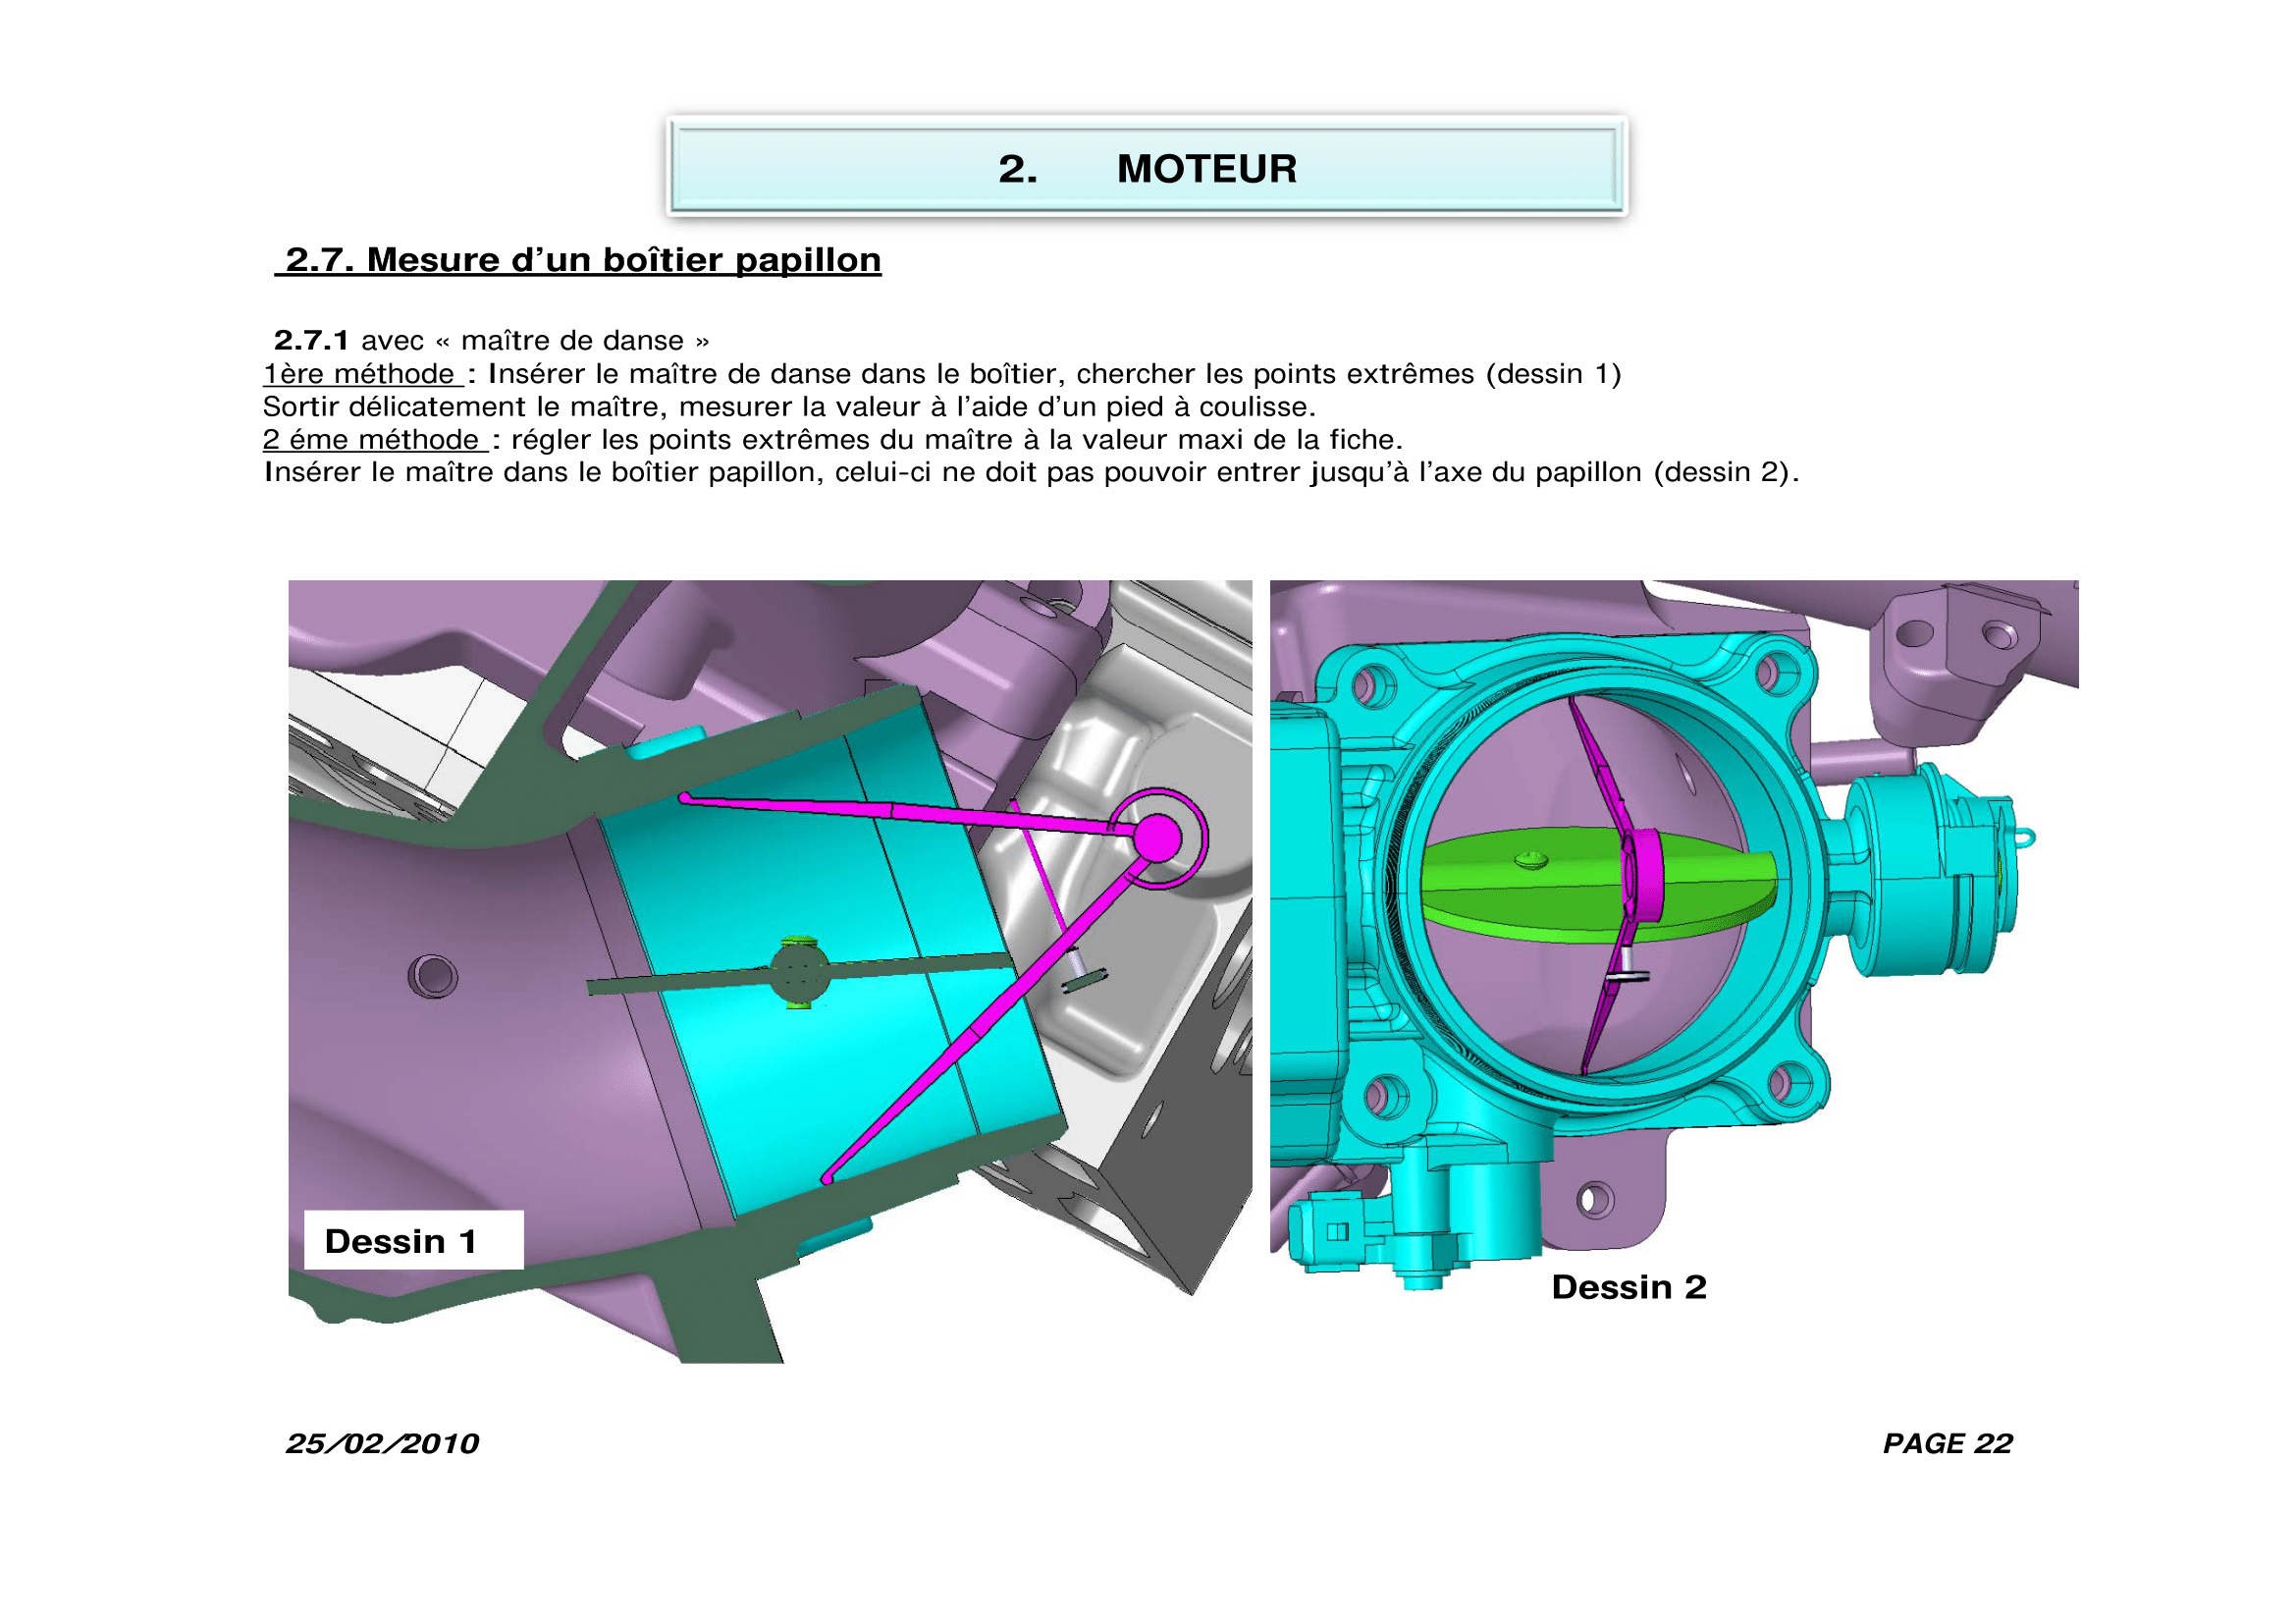 2. MOTEUR
2.7. Mesure d’un boîtier papillon
2.7.1 avec « maître de danse »
1ère méthode : Insérer le maître de danse dans le boîtier, chercher les points extrêmes (dessin 1)
Sortir délicatement le maître, mesurer la valeur à l’aide d’un pied à coulisse.
2 éme méthode : régler les points extrêmes du maître à la valeur maxi de la fiche.
Insérer le maître dans le boîtier papillon, celui-ci ne doit pas pouvoir entrer jusqu’à l’axe du papillon (dessin 2).
Dessin 1
Dessin 2
25/02/2010
PAGE 22